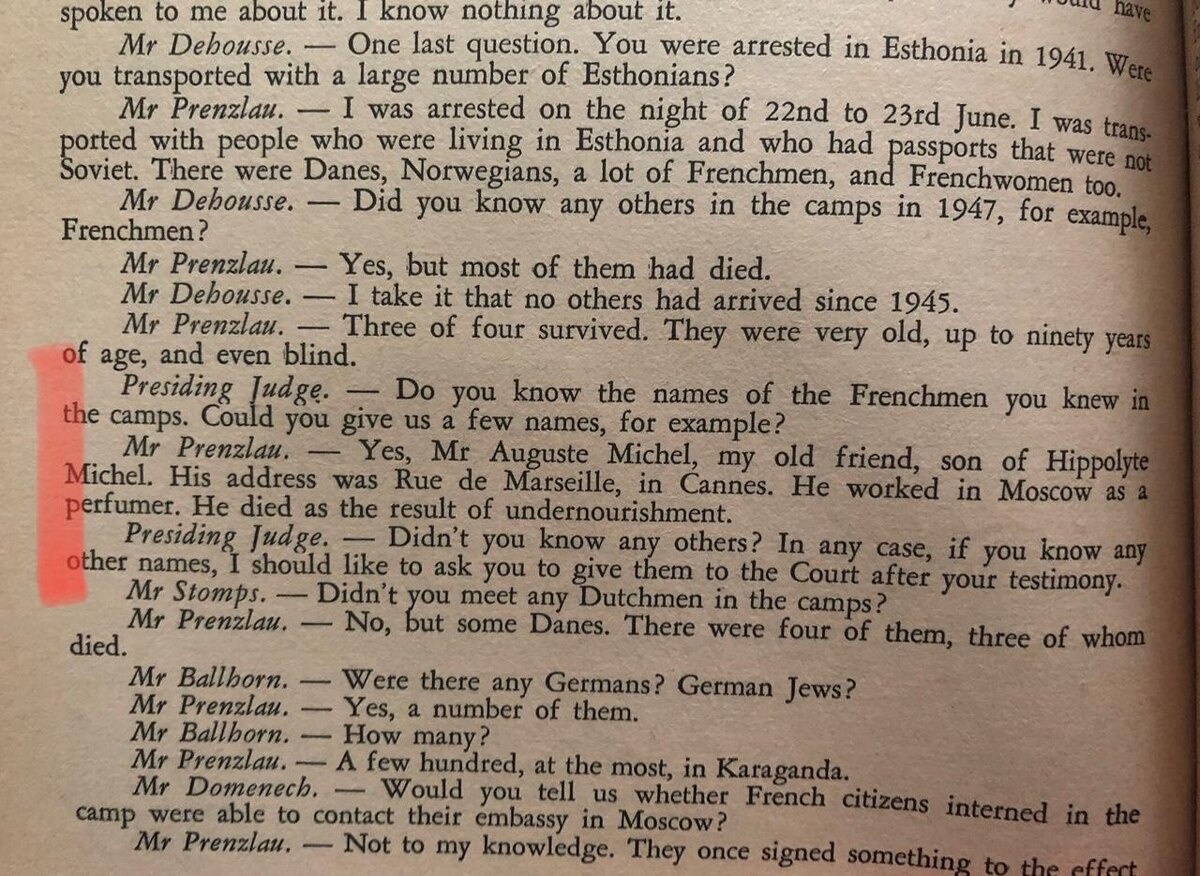 spoken to me about it. I know nothing about it. would have
Mr Dehousse. — One last question. You were arrested in Esthonia in 1941. Were
you transported with a large number of Esthonians?
Mr Prenzlau. — I was arrested on the night of 22nd to 23rd June. I was trans-
ported with people who were living in Esthonia and who had passports that were not
Soviet. There were Danes, Norwegians, a lot of Frenchmen, and Frenchwomen too.
Mr Dehousse. — Did you know any others in the camps in 1947, for example,
Frenchmen?
Mr Prenzlau. — Yes, but most of them had died.
Mr Dehousse. — I take it that no others had arrived since 1945.
Mr Prenzlau. — Three of four survived. They were very old, up to ninety years
of age, and even blind.
Presiding Judge. — Do you know the names of the Frenchmen you knew in
the camps. Could you give us a few names, for example?
Mr Prenzlau. — Yes, Mr Auguste Michel, my old friend, son of Hippolyte
Michel. His address was Rue de Marseille, in Cannes. He worked in Moscow as a
perfumer. He died as the result of undernourishment.
Presiding Judge. — Didn't you know any others? In any case, if you know any
other names, I should like to ask you to give them to the Court after your testimony.
Mr Stomps. — Didn't you meet any Dutchmen in the camps?
Mr Prenzlau. — No, but some Danes. There were four of them, three of whom
died.
Mr Ballhorn. — Were there any Germans? German Jews?
Mr Prenzlau. — Yes, a number of them.
Mr Ballhorn. — How many?
Mr Prenzlau. — A few hundred, at the most, in Karaganda.
Mr Domenech. — Would you tell us whether French citizens interned in the
camp were able to contact their embassy in Moscow?
Mr Prenzlau. — Not to my knowledge. They once signed something to the effect